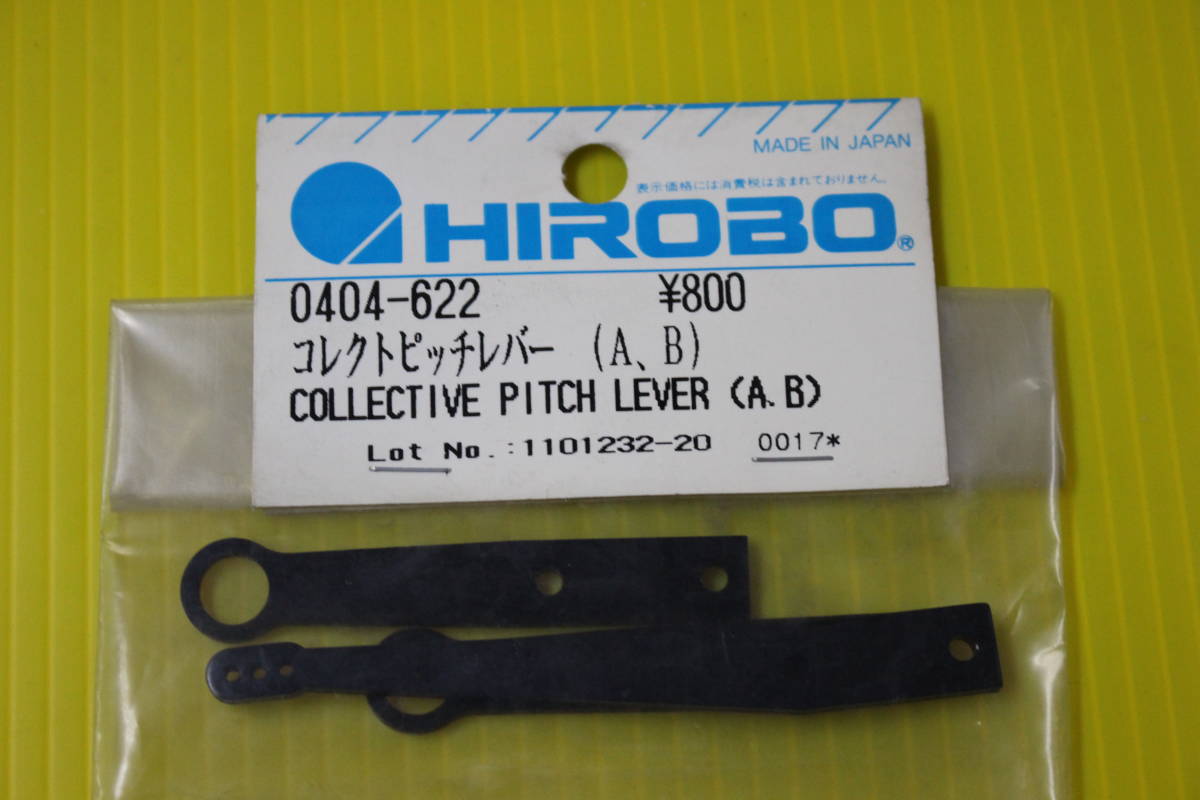 MADE IN JAPAN
表示価格には消費税は含まれておりません。
HIROBO®
0404-622 ¥800
コレクトピッチレバー (A、B)
COLLECTIVE PITCH LEVER (A.B)
Lot No.:1101232-20 0017*